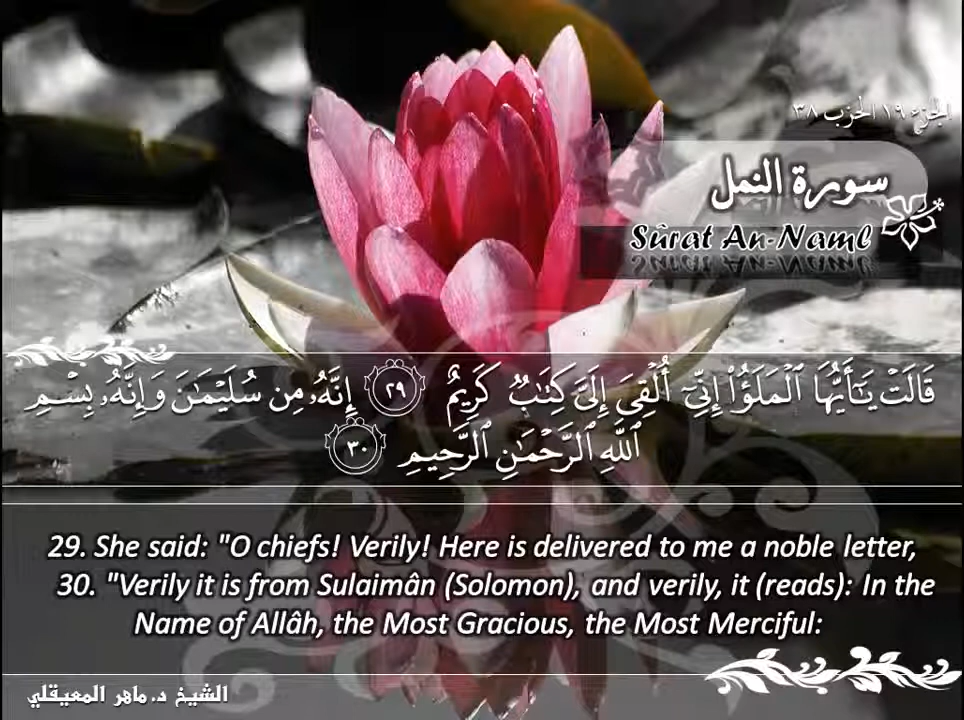 الجزء ١٩ الحزب ٣٨
سورة النمل
Sûrat An-Naml
قَالَتْ يَـٰٓأَيُّهَا ٱلْمَلَؤُا۟ إِنِّىٓ أُلْقِىَ إِلَىَّ كِتَـٰبٌ كَرِيمٌ ٢٩ إِنَّهُۥ مِن سُلَيْمَـٰنَ وَإِنَّهُۥ بِسْمِ
ٱللَّهِ ٱلرَّحْمَـٰنِ ٱلرَّحِيمِ ٣٠
29. She said: "O chiefs! Verily! Here is delivered to me a noble letter,
30. "Verily it is from Sulaimân (Solomon), and verily, it (reads): In the
Name of Allâh, the Most Gracious, the Most Merciful:
الشيخ د. ماهر المعيقلي